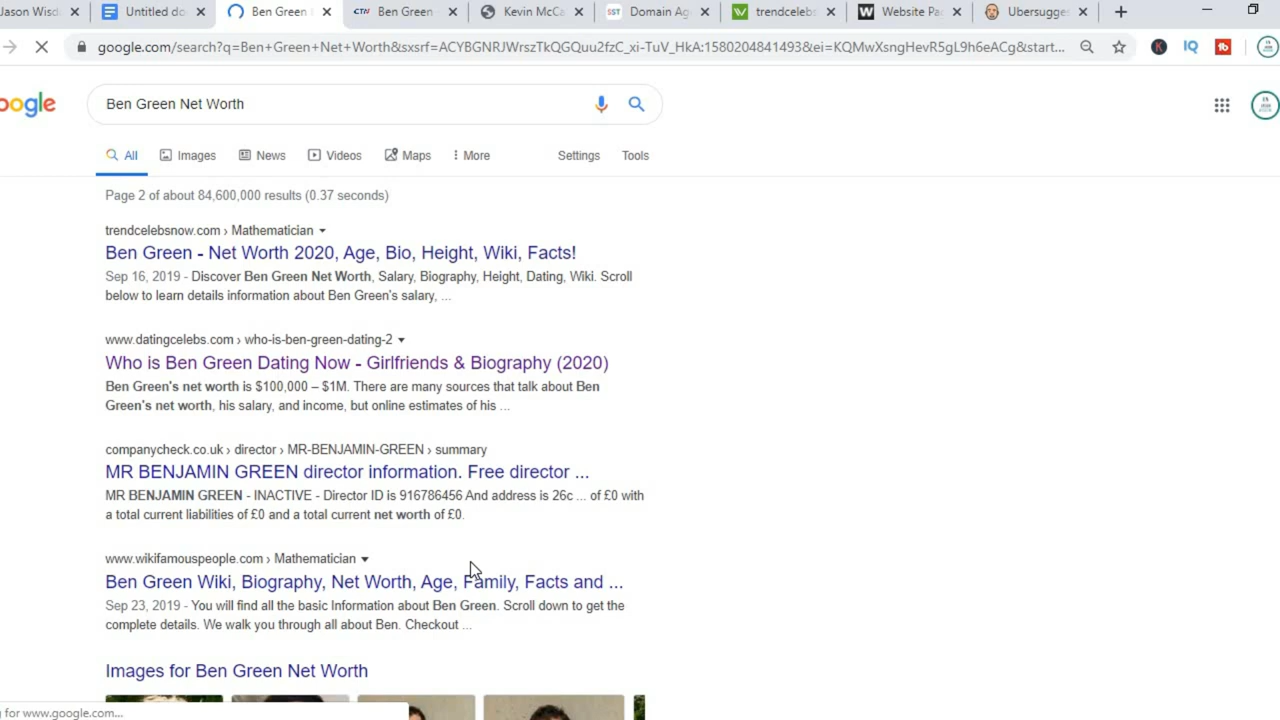 Jason Wisd
Untitled do
Ben Green
Ben Green
Kevin McCa
Domain Ag
trendcelebs
Website Pa
Ubersugges
google.com/search?q=Ben+Green+Net+Worth&sxsrf=ACYBGNRJWrszTkQGQuu2fzC_xi-TuV_HkA:1580204841493&ei=KQMwXsngHevR5gL9h6eACg&start...
oogle
Ben Green Net Worth
All Images News Videos Maps More Settings Tools
Page 2 of about 84,600,000 results (0.37 seconds)
trendcelebsnow.com › Mathematician
Ben Green - Net Worth 2020, Age, Bio, Height, Wiki, Facts!
Sep 16, 2019 - Discover Ben Green Net Worth, Salary, Biography, Height, Dating, Wiki. Scroll
below to learn details information about Ben Green's salary, ...
www.datingcelebs.com › who-is-ben-green-dating-2
Who is Ben Green Dating Now - Girlfriends & Biography (2020)
Ben Green's net worth is $100,000 – $1M. There are many sources that talk about Ben
Green's net worth, his salary, and income, but online estimates of his ...
companycheck.co.uk › director › MR-BENJAMIN-GREEN › summary
MR BENJAMIN GREEN director information. Free director ...
MR BENJAMIN GREEN - INACTIVE - Director ID is 916786456 And address is 26c ... of £0 with
a total current liabilities of £0 and a total current net worth of £0.
www.wikifamouspeople.com › Mathematician
Ben Green Wiki, Biography, Net Worth, Age, Family, Facts and ...
Sep 23, 2019 - You will find all the basic Information about Ben Green. Scroll down to get the
complete details. We walk you through all about Ben. Checkout ...
Images for Ben Green Net Worth
g for www.google.com...